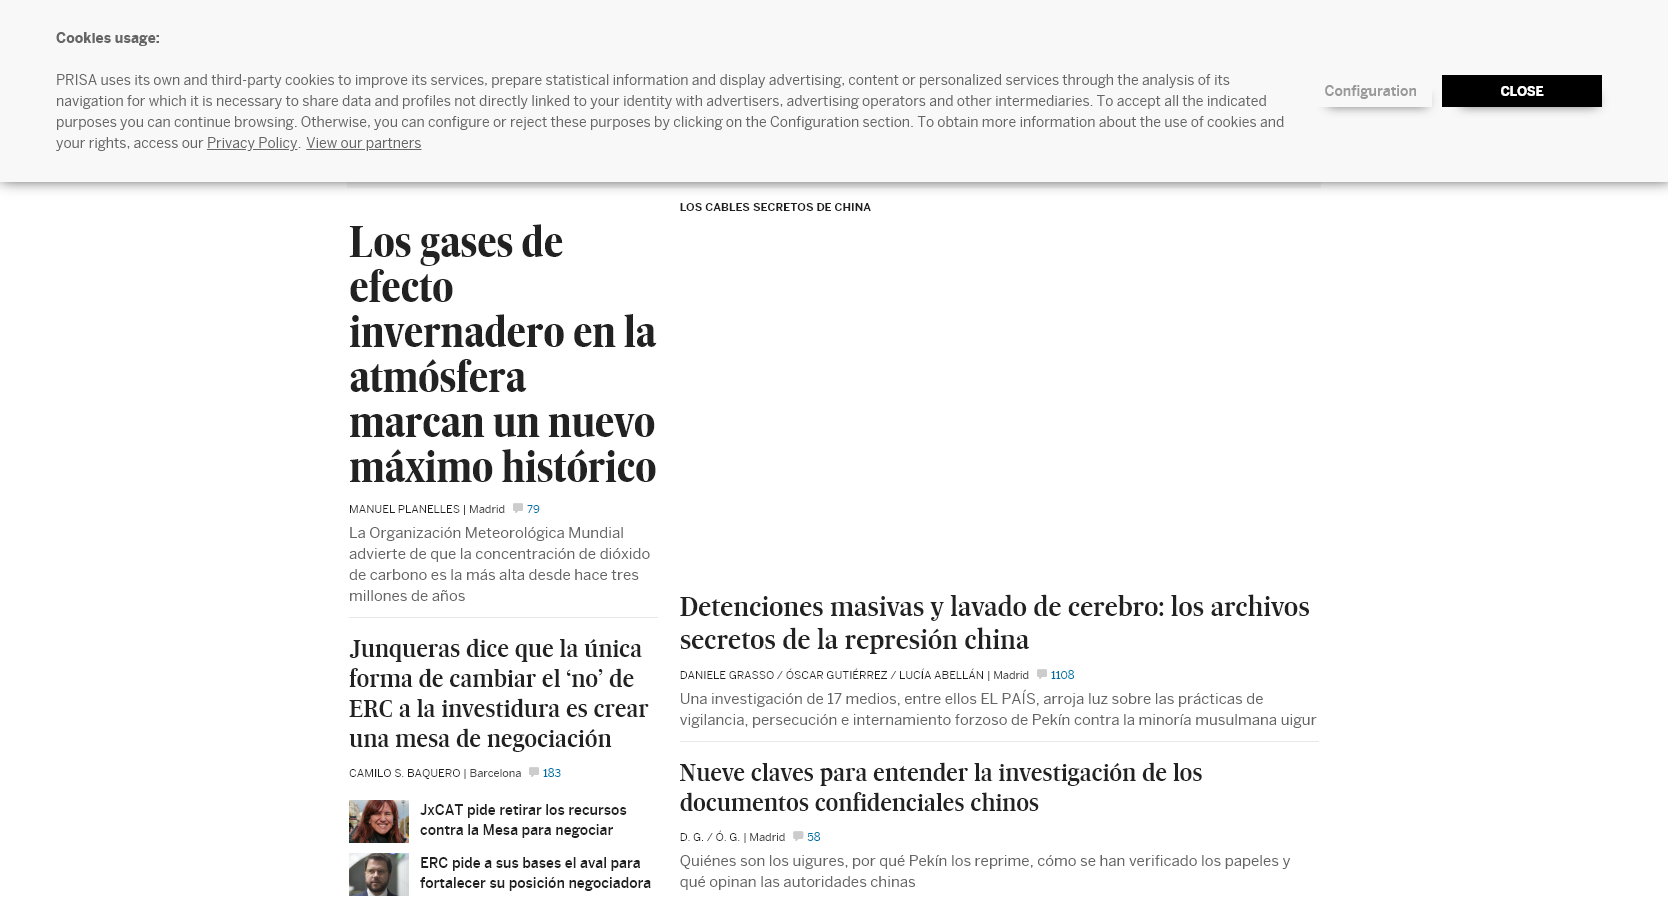 Cookies usage:
PRISA uses its own and third-party cookies to improve its services, prepare statistical information and display advertising, content or personalized services through the analysis of its
navigation for which it is necessary to share data and profiles not directly linked to your identity with advertisers, advertising operators and other intermediaries. To accept all the indicated
purposes you can continue browsing. Otherwise, you can configure or reject these purposes by clicking on the Configuration section. To obtain more information about the use of cookies and
your rights, access our Privacy Policy. View our partners
Configuration
CLOSE
Los gases de
efecto
invernadero en la
atmósfera
marcan un nuevo
máximo histórico
MANUEL PLANELLES | Madrid 79
La Organización Meteorológica Mundial
advierte de que la concentración de dióxido
de carbono es la más alta desde hace tres
millones de años
Junqueras dice que la única
forma de cambiar el ‘no’ de
ERC a la investidura es crear
una mesa de negociación
CAMILO S. BAQUERO | Barcelona 183
JxCAT pide retirar los recursos
contra la Mesa para negociar
ERC pide a sus bases el aval para
fortalecer su posición negociadora
LOS CABLES SECRETOS DE CHINA
Detenciones masivas y lavado de cerebro: los archivos
secretos de la represión china
DANIELE GRASSO / ÓSCAR GUTIÉRREZ / LUCÍA ABELLÁN | Madrid 1108
Una investigación de 17 medios, entre ellos EL PAÍS, arroja luz sobre las prácticas de
vigilancia, persecución e internamiento forzoso de Pekín contra la minoría musulmana uigur
Nueve claves para entender la investigación de los
documentos confidenciales chinos
D. G. / Ó. G. | Madrid 58
Quiénes son los uigures, por qué Pekín los reprime, cómo se han verificado los papeles y
qué opinan las autoridades chinas